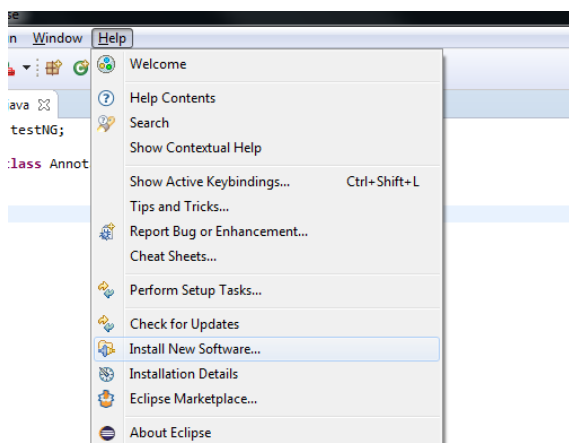 se
n Window Help
Welcome
Help Contents
ava
Search
testNG;
Show Contextual Help
lass Annot
Show Active Keybindings... Ctrl+Shift+L
Tips and Tricks...
Report Bug or Enhancement...
Cheat Sheets...
Perform Setup Tasks...
Check for Updates
Install New Software...
Installation Details
Eclipse Marketplace...
About Eclipse